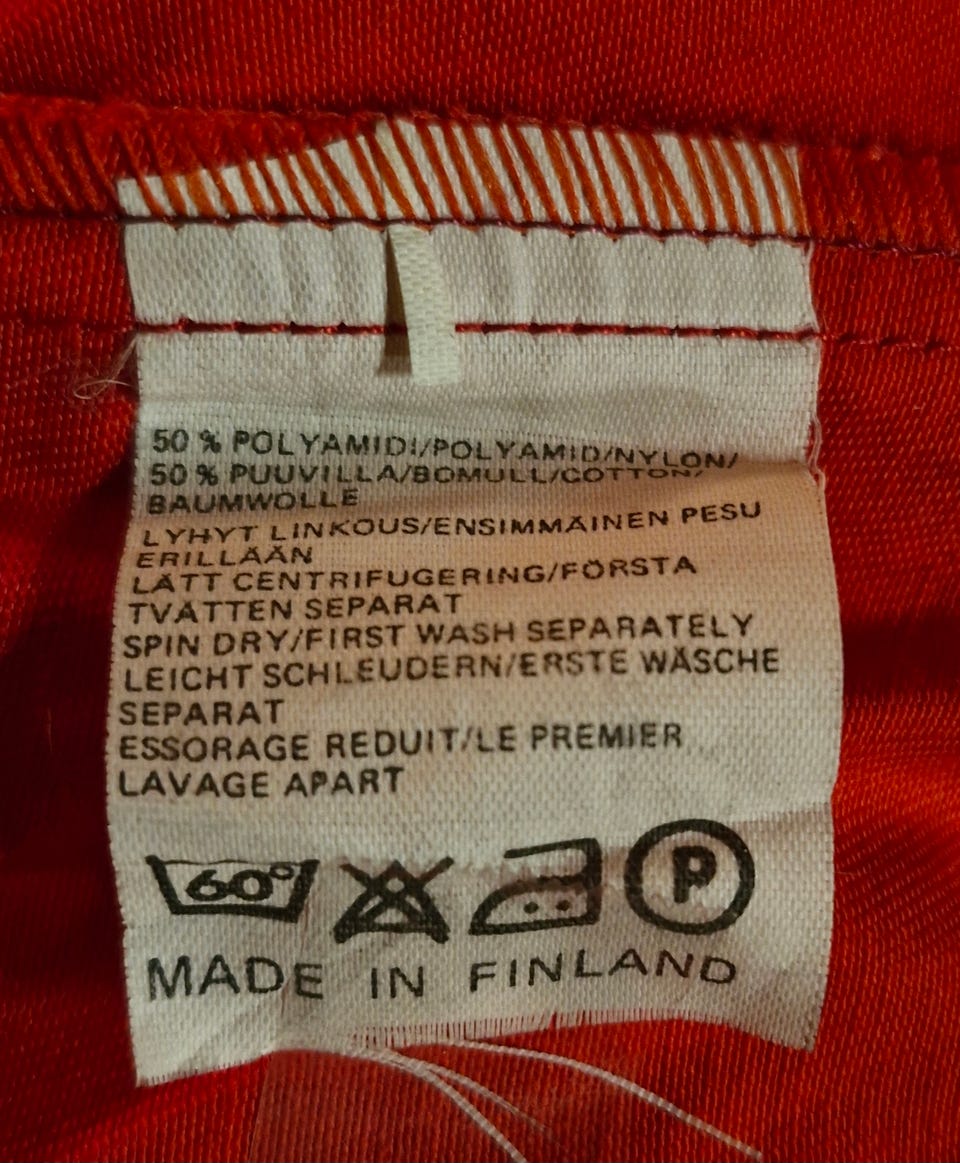 50 % POLYAMIDI/POLYAMID/NYLON/
50 % PUUVILLA/BOMULL/COTTON/
BAUMWOLLE
LYHYT LINKOUS/ENSIMMÄINEN PESU
ERILLÄÄN
LÄTT CENTRIFUGERING/FÖRSTA
TVÄTTEN SEPARAT
SPIN DRY/FIRST WASH SEPARATELY
LEICHT SCHLEUDERN/ERSTE WÄSCHE
SEPARAT
ESSORAGE REDUIT/LE PREMIER
LAVAGE APART
60° P
MADE IN FINLAND